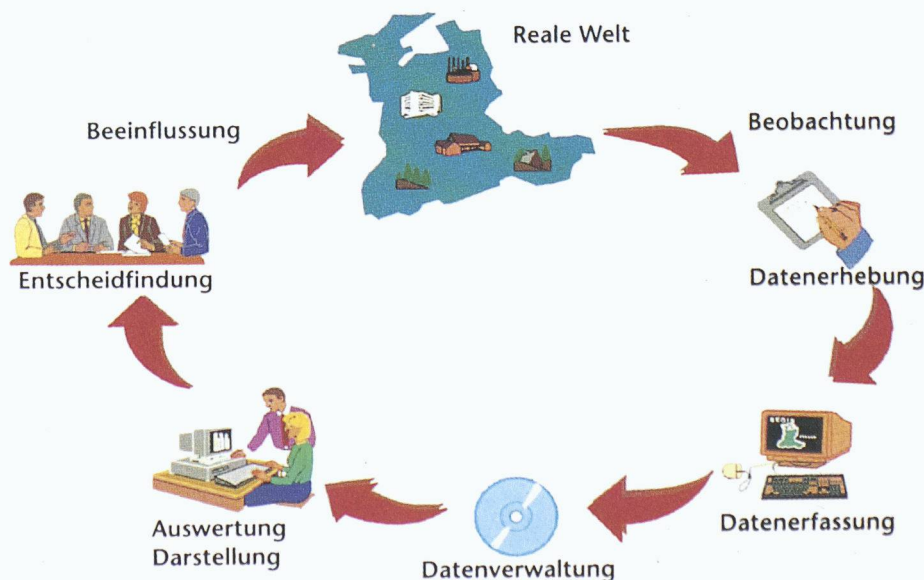 Reale Welt
Beobachtung
Datenerhebung
Datenerfassung
Datenverwaltung
Auswertung
Darstellung
Entscheidfindung
Beeinflussung